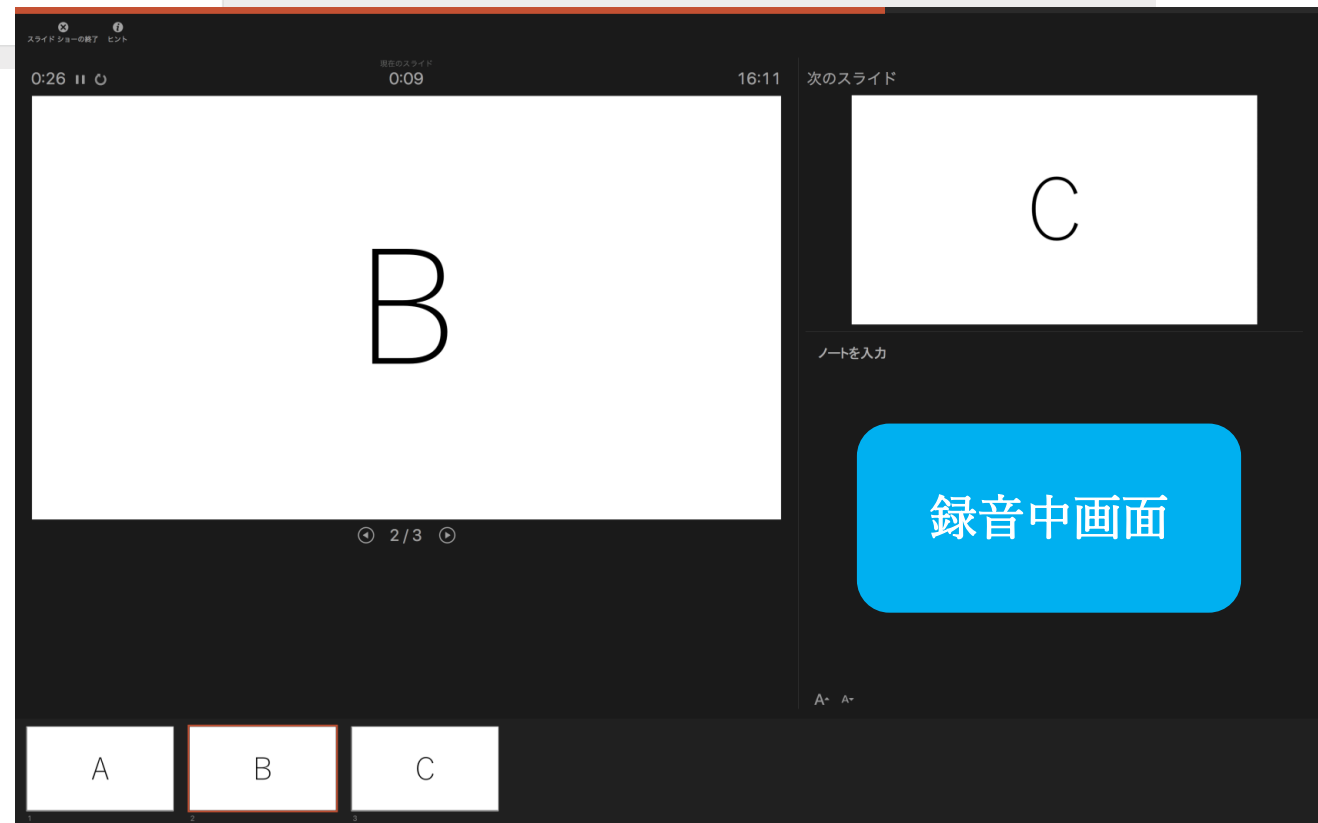 スライド ショーの終了 ヒント
現在のスライド
0:26 0:09 16:11
次のスライド
B
C
ノートを入力
録音中画面
2/3
A A
A B C
1 2 3